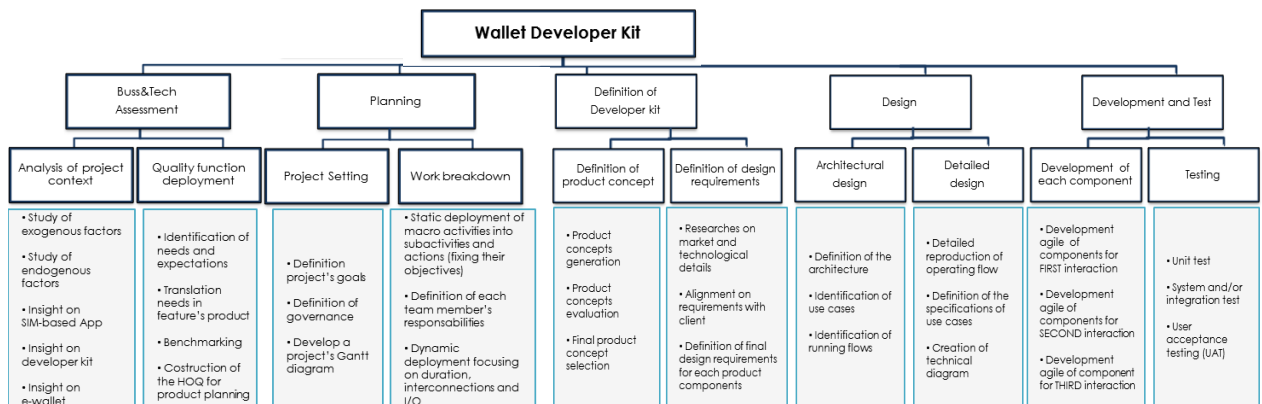 Wallet Developer Kit
Buss&Tech
Assessment
Planning
Definition of
Developer kit
Design
Development and Test
Analysis of project
context
Quality function
deployment
Project Setting
Work breakdown
Definition of
product concept
Definition of design
requirements
Architectural
design
Detailed
design
Development of
each component
Testing
• Study of
exogenous factors
• Study of
endogenous
factors
• Insight on
SIM-based App
• Insight on
developer kit
• Insight on
e-wallet
• Identification of
needs and
expectations
• Translation
needs in
feature's product
• Benchmarking
• Costruction of
the HOQ for
product planning
• Definition
project's goals
• Definition of
governance
• Develop a
project's Gantt
diagram
• Static deployment of
macro activities into
subactivities and
actions (fixing their
objectives)
• Definition of each
team member's
responsabilities
• Dynamic
deployment focusing
on duration,
interconnections and
I/O
• Product
concepts
generation
• Product
concepts
evaluation
• Final product
concept
selection
• Researches on
market and
technological
details
• Alignment on
requirements with
client
• Definition of final
design requirements
for each product
components
• Definition of the
architecture
• Identification of
use cases
• Identification of
running flows
• Detailed
reproduction of
operating flow
• Definition of the
specifications of
use cases
• Creation of
technical
diagram
• Development
agile of
components for
FIRST interaction
• Development
agile of
components for
SECOND interaction
• Development
agile of component
for THIRD interaction
• Unit test
• System and/or
integration test
• User
acceptance
testing (UAT)